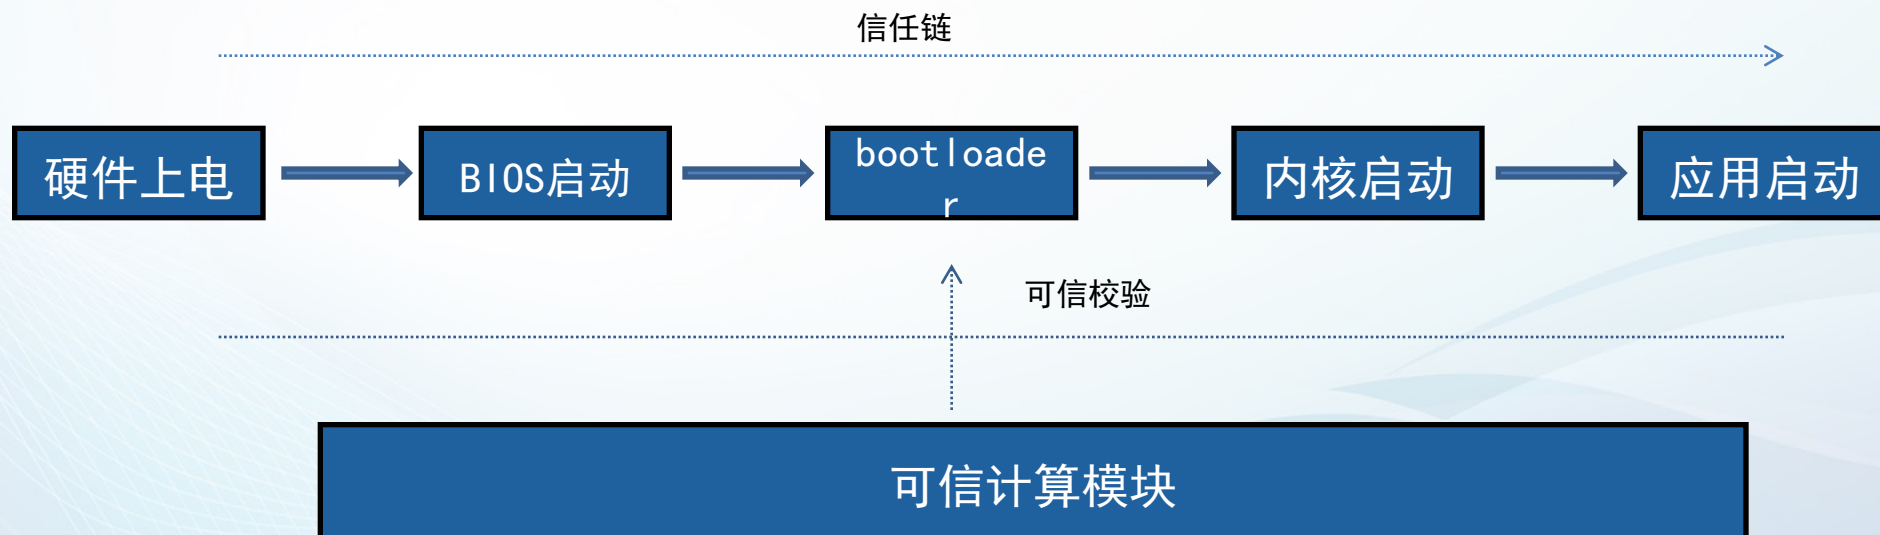 信任链
硬件上电
BIOS启动
bootloade
r
内核启动
应用启动
可信校验
可信计算模块